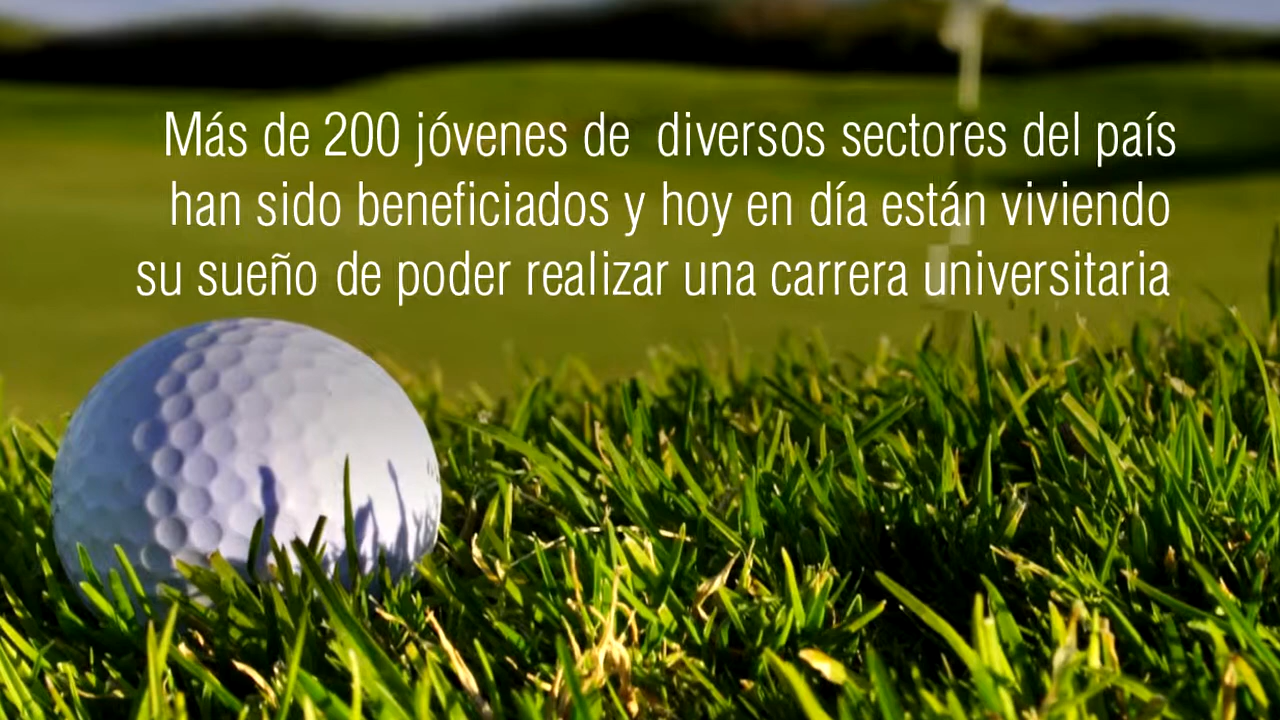 Más de 200 jóvenes de diversos sectores del país
han sido beneficiados y hoy en día están viviendo
su sueño de poder realizar una carrera universitaria